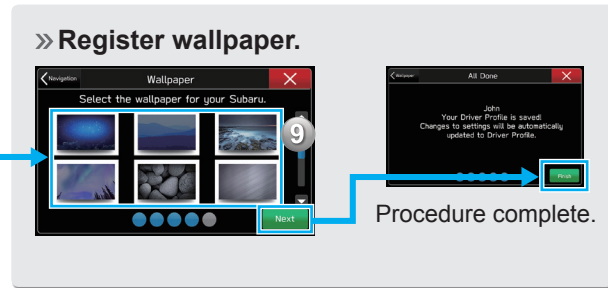 » Register wallpaper.
Navigation
Wallpaper
Select the wallpaper for your Subaru.
9
Next
Wallpaper
All Done
John
Your Driver Profile is saved!
Changes to settings will be automatically
updated to Driver Profile.
Finish
Procedure complete.